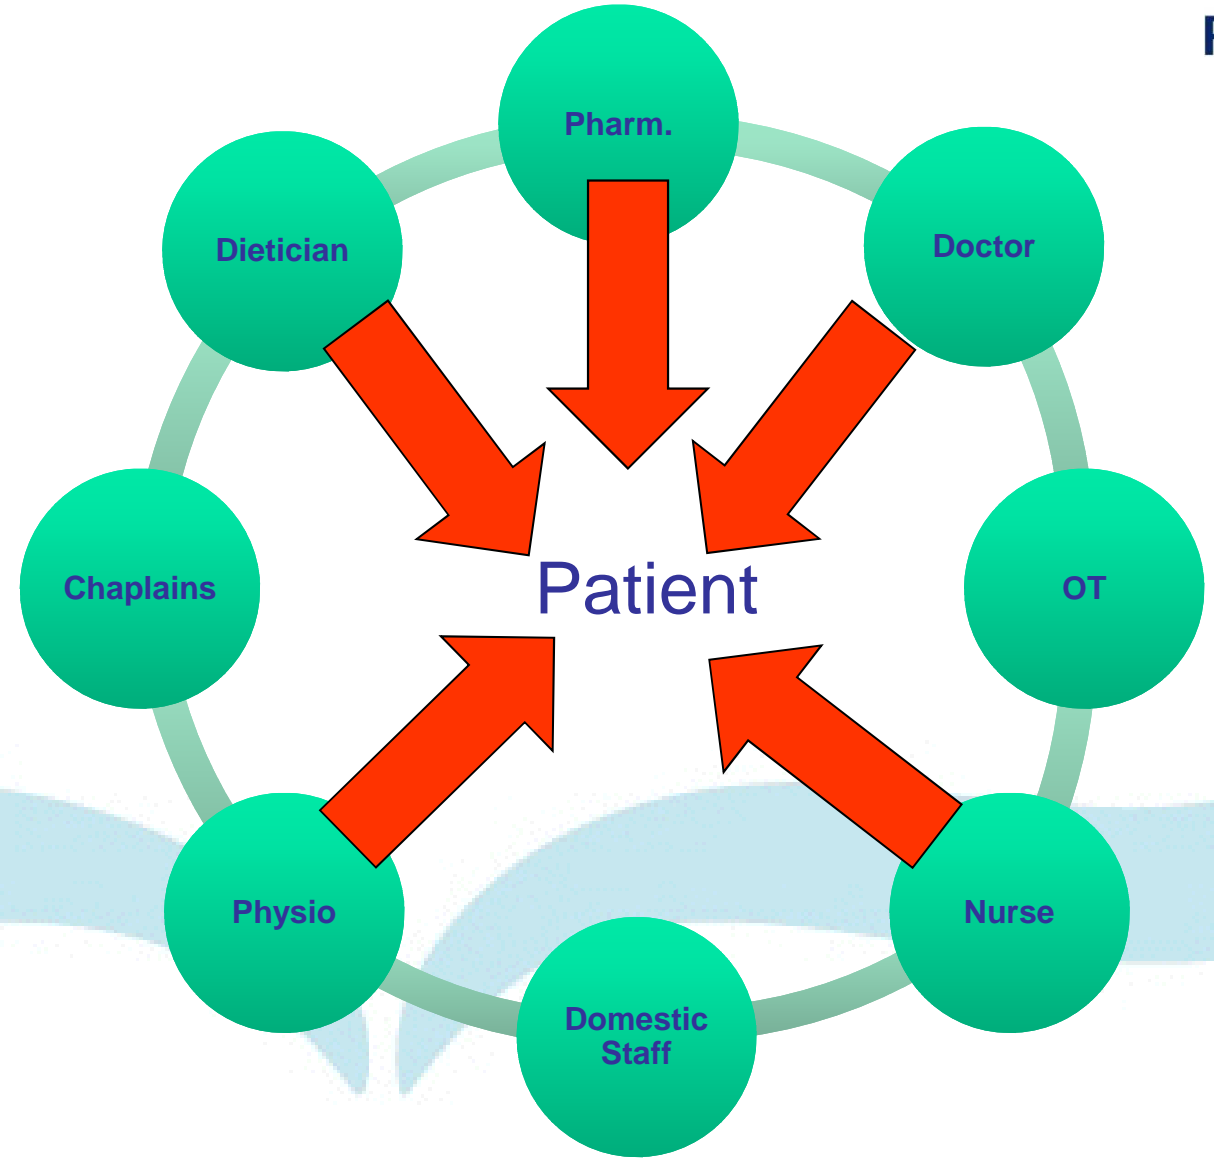 Pharm.
Dietician
Doctor
Chaplains
Patient
OT
Physio
Nurse
Domestic
Staff